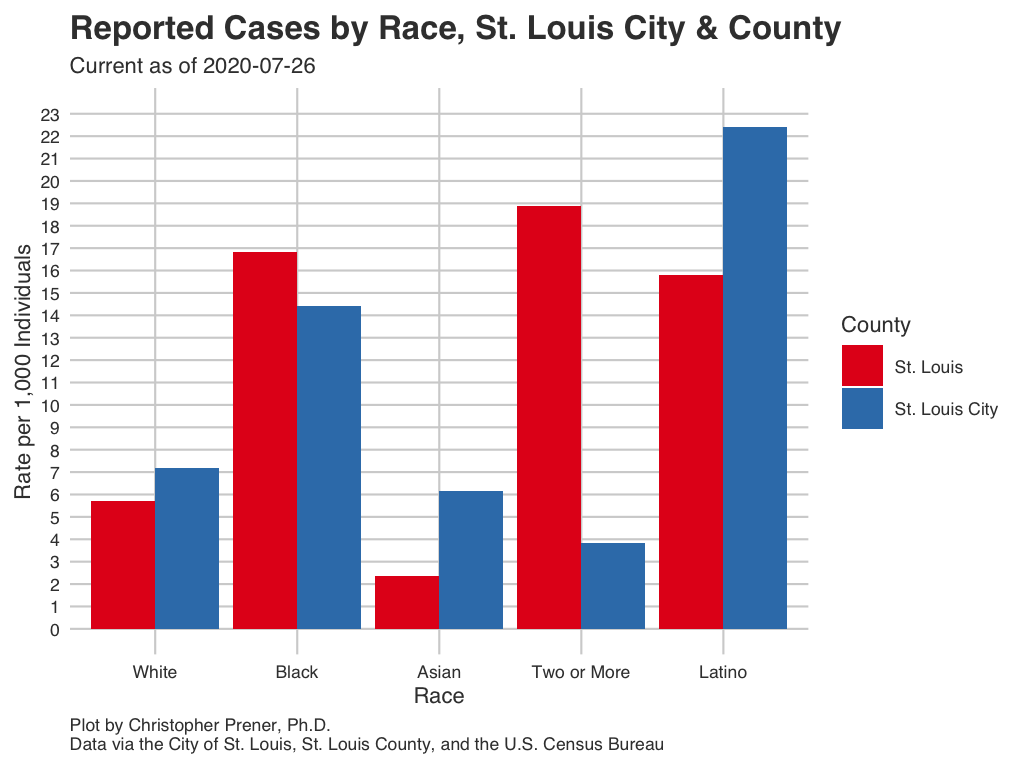 Reported Cases by Race, St. Louis City & County
Current as of 2020-07-26
Rate per 1,000 Individuals
23
22
21
20
19
18
17
16
15
14
13
12
11
10
9
8
7
6
5
4
3
2
1
0
White Black Asian Two or More Latino
Race
County
St. Louis
St. Louis City
Plot by Christopher Prener, Ph.D.
Data via the City of St. Louis, St. Louis County, and the U.S. Census Bureau